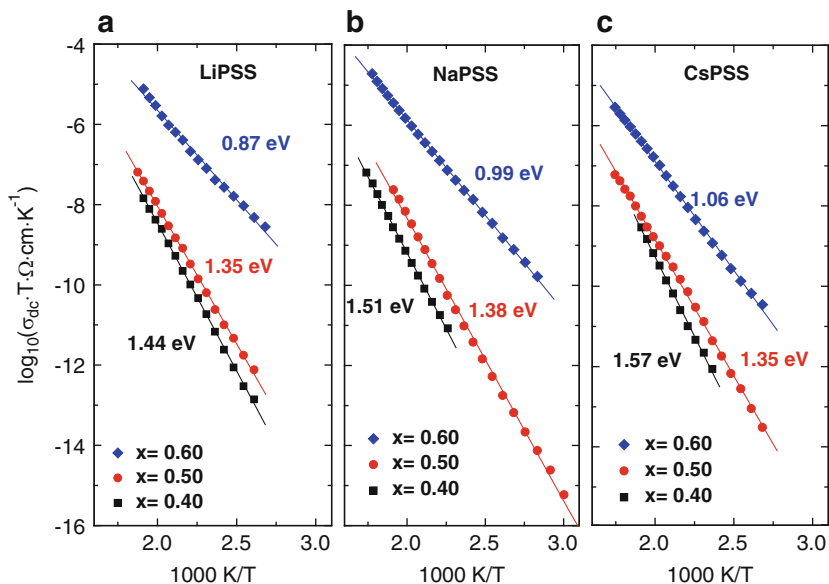 a
b
c
LiPSS
NaPSS
CsPSS
-4
-6
-8
-10
-12
-14
-16
log₁₀(σdc·T·Ω·cm·K⁻¹)
0.87 eV
1.35 eV
1.44 eV
0.99 eV
1.51 eV
1.38 eV
1.06 eV
1.57 eV
1.35 eV
x= 0.60
x= 0.50
x= 0.40
x= 0.60
x= 0.50
x= 0.40
x= 0.60
x= 0.50
x= 0.40
2.0 2.5 3.0
2.0 2.5 3.0
2.0 2.5 3.0
1000 K/T
1000 K/T
1000 K/T